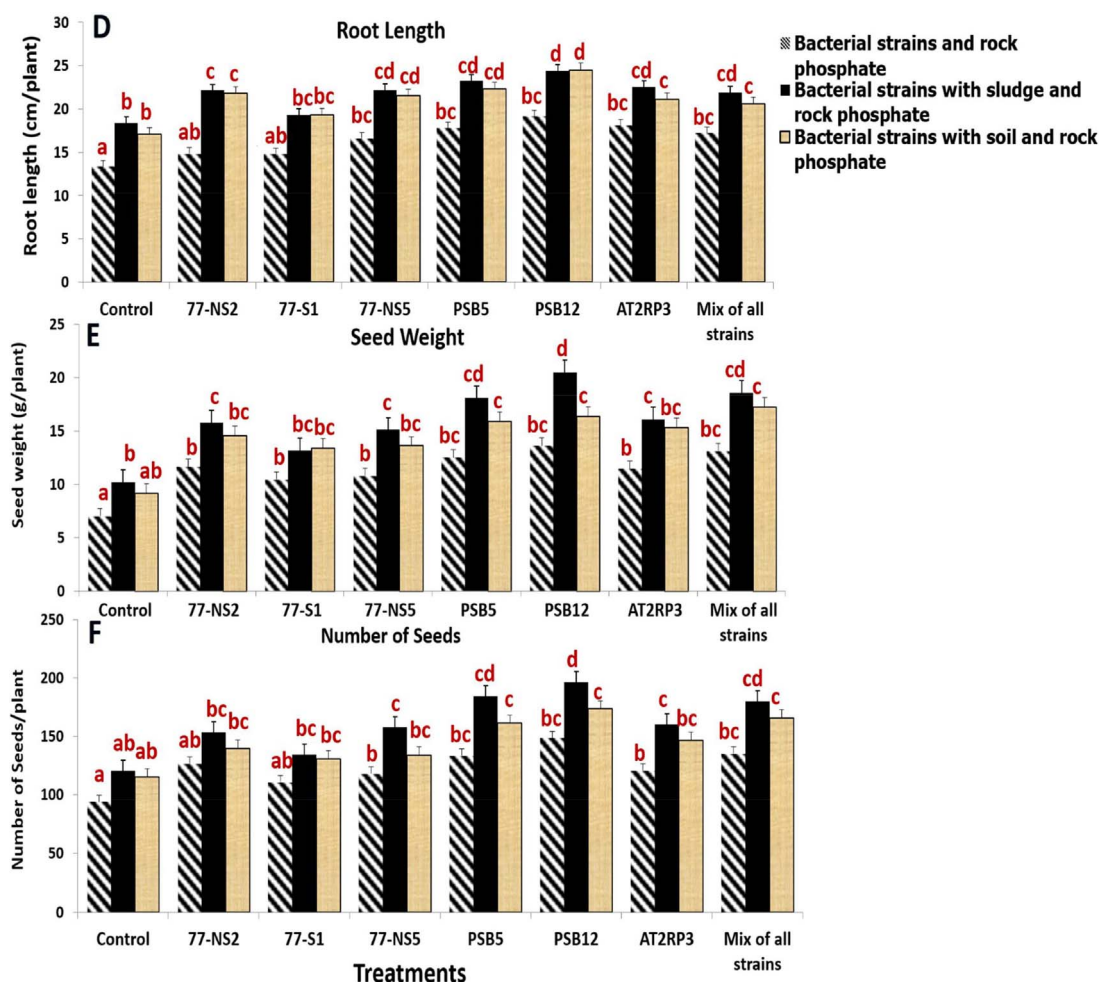 D
Root Length
Root length (cm/plant)
30
25
20
15
10
5
0
a b b
ab c c
ab bc bc
bc cd cd
bc cd cd
bc d d
bc cd c
bc cd c
Control 77-NS2 77-S1 77-NS5 PSB5 PSB12 AT2RP3 Mix of all
strains
Bacterial strains and rock
phosphate
Bacterial strains with sludge and
rock phosphate
Bacterial strains with soil and rock
phosphate
E
Seed Weight
Seed weight (g/plant)
25
20
15
10
5
0
a b ab
b c bc
b bc bc
b c bc
bc cd bc
bc d bc
b c bc
bc cd c
Control 77-NS2 77-S1 77-NS5 PSB5 PSB12 AT2RP3 Mix of all
strains
F
Number of Seeds
Number of Seeds/plant
250
200
150
100
50
0
a ab ab
ab bc bc
ab bc bc
b c bc
bc cd c
bc d c
b c bc
bc cd c
Control 77-NS2 77-S1 77-NS5 PSB5 PSB12 AT2RP3 Mix of all
strains
Treatments